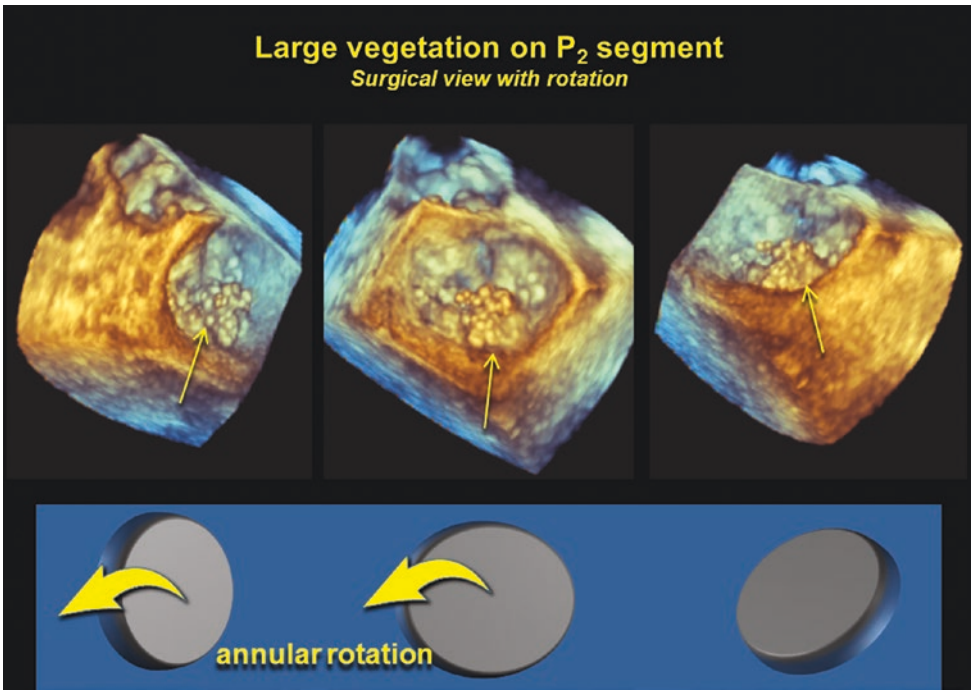 Large vegetation on P₂ segment
Surgical view with rotation
annular rotation